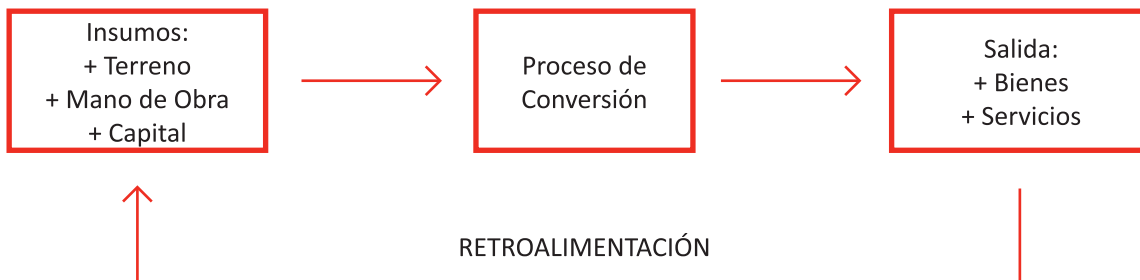 Insumos:
+ Terreno
+ Mano de Obra
+ Capital
Proceso de
Conversión
Salida:
+ Bienes
+ Servicios
RETROALIMENTACIÓN